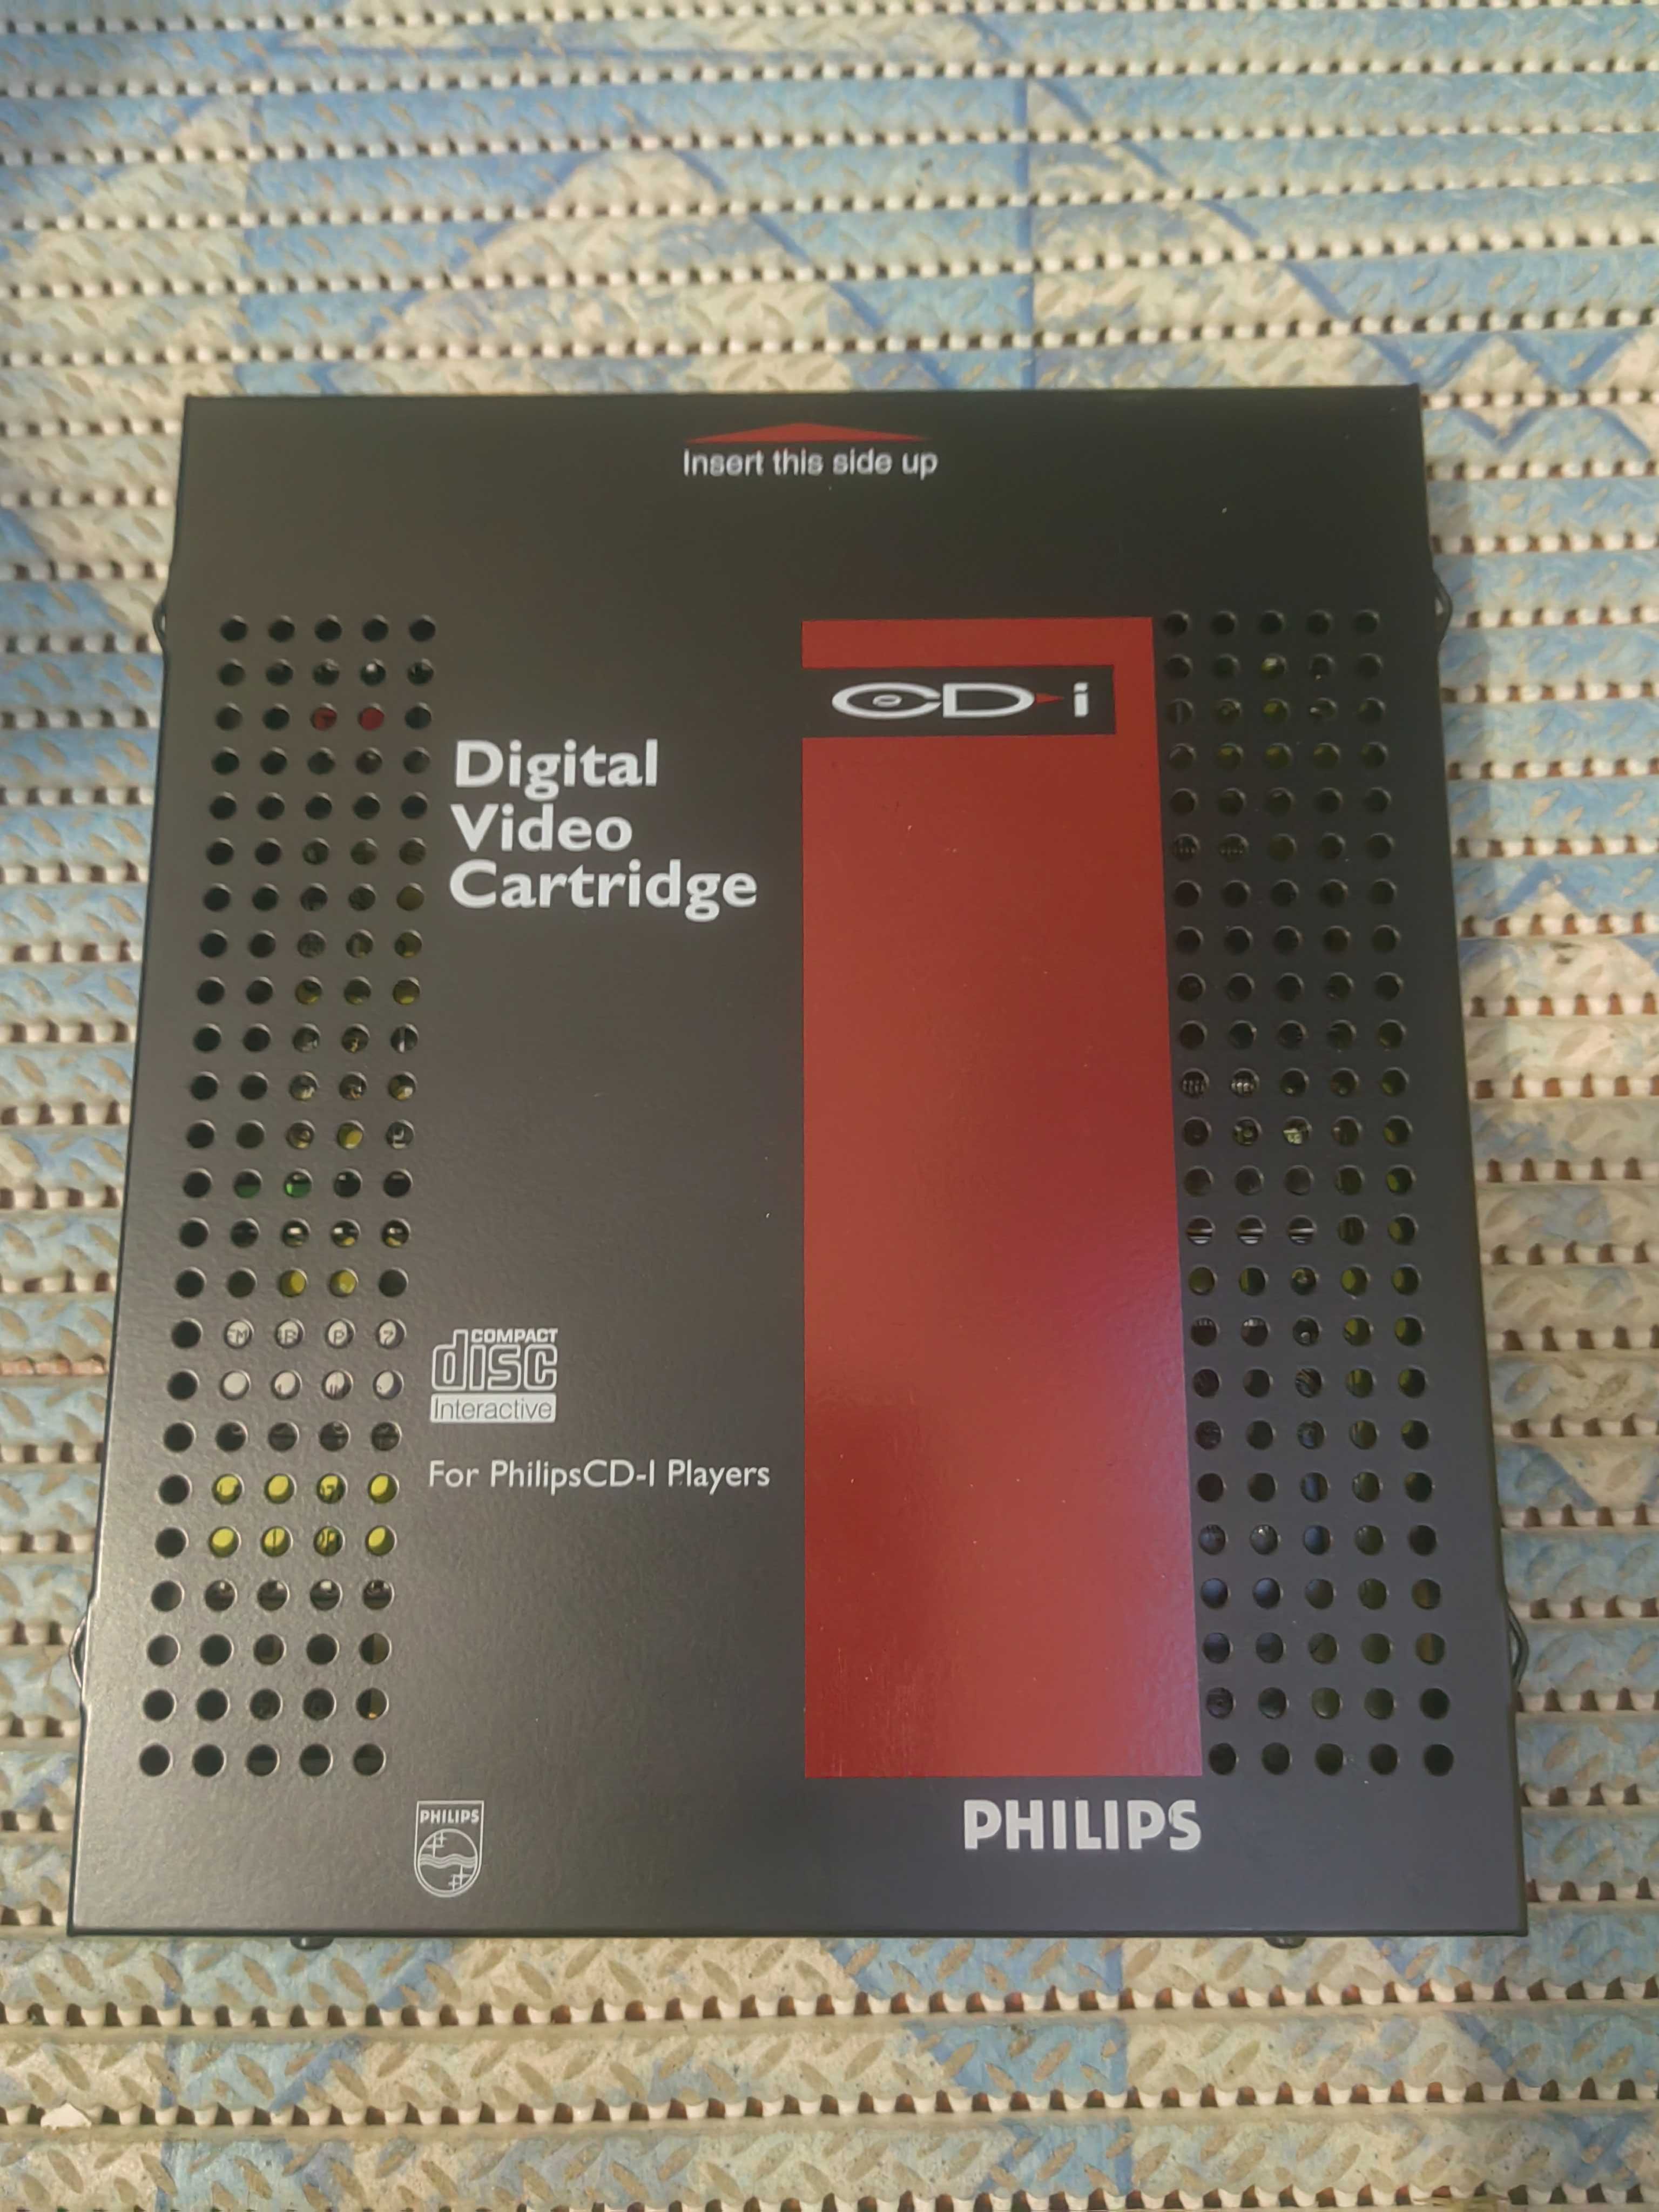 Insert this side up
CD-i
Digital
Video
Cartridge
COMPACT
disc
Interactive
For PhilipsCD-I Players
PHILIPS
PHILIPS